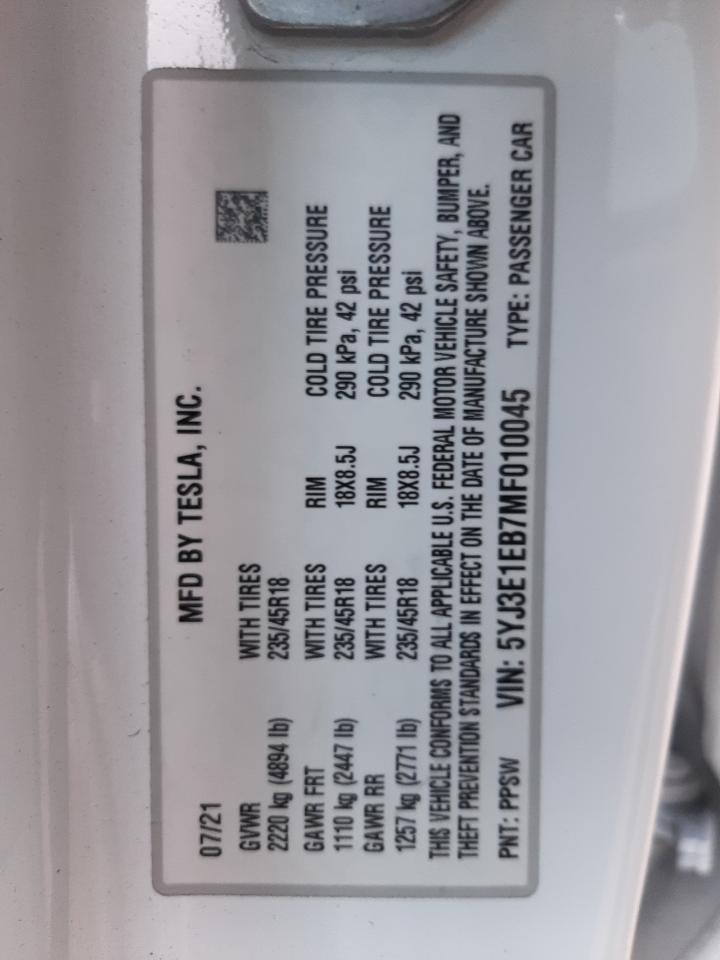 07/21 MFD BY TESLA, INC.
GVWR WITH TIRES
2220 kg (4894 lb) 235/45R18
GAWR FRT WITH TIRES RIM COLD TIRE PRESSURE
1110 kg (2447 lb) 235/45R18 18X8.5J 290 kPa, 42 psi
GAWR RR WITH TIRES RIM COLD TIRE PRESSURE
1257 kg (2771 lb) 235/45R18 18X8.5J 290 kPa, 42 psi
THIS VEHICLE CONFORMS TO ALL APPLICABLE U.S. FEDERAL MOTOR VEHICLE SAFETY, BUMPER, AND
THEFT PREVENTION STANDARDS IN EFFECT ON THE DATE OF MANUFACTURE SHOWN ABOVE.
PNT: PPSW VIN: 5YJ3E1EB7MF010045 TYPE: PASSENGER CAR